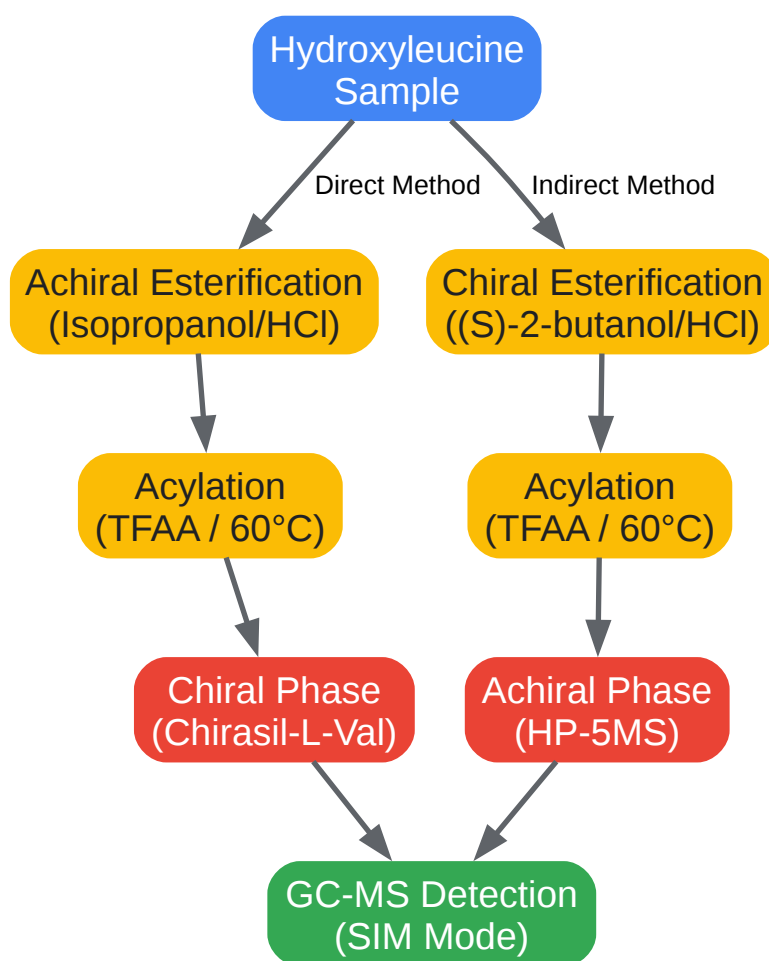 Hydroxyleucine
Sample
Direct Method
Indirect Method
Achiral Esterification
(Isopropanol/HCl)
Chiral Esterification
((S)-2-butanol/HCl)
Acylation
(TFAA / 60°C)
Acylation
(TFAA / 60°C)
Chiral Phase
(Chirasil-L-Val)
Achiral Phase
(HP-5MS)
GC-MS Detection
(SIM Mode)